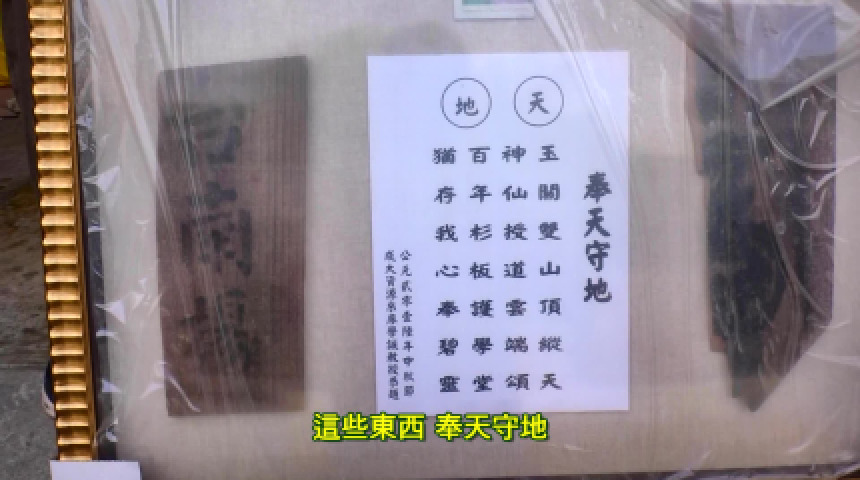 奉天守地
天 地
玉關雙山頂縱天
神仙授道雲端頌
百年杉板護學堂
猶存我心奉碧靈
公元貳零壹陸年中秋節
這些東西 奉天守地